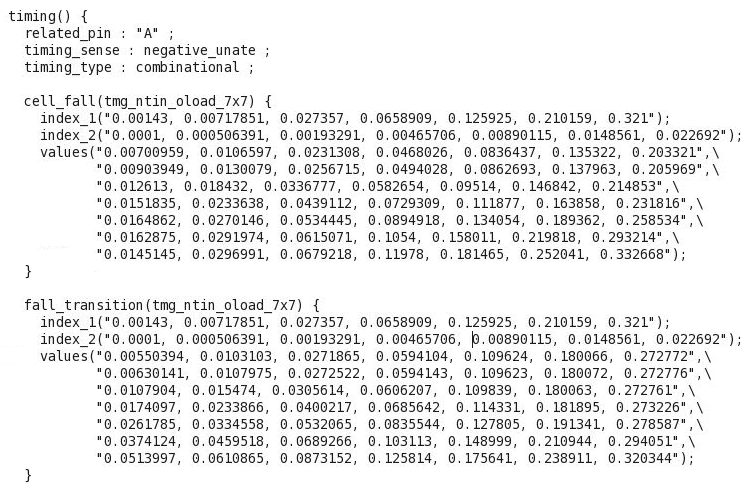 timing() {
related_pin : "A" ;
timing_sense : negative_unate ;
timing_type : combinational ;
cell_fall(tmg_ntin_oload_7x7) {
index_1("0.00143, 0.00717851, 0.027357, 0.0658909, 0.125925, 0.210159, 0.321");
index_2("0.0001, 0.000506391, 0.00193291, 0.00465706, 0.00890115, 0.0148561, 0.022692");
values("0.00709959, 0.0106597, 0.0231308, 0.0468026, 0.0836437, 0.135322, 0.203321",\
"0.00903949, 0.0130079, 0.0256715, 0.0494028, 0.0862693, 0.137963, 0.205969",\
"0.012613, 0.018432, 0.0336777, 0.0582654, 0.09514, 0.146842, 0.214853",\
"0.0151835, 0.0233638, 0.0439112, 0.0729309, 0.111877, 0.163858, 0.231816",\
"0.0164862, 0.0270146, 0.0534445, 0.0894918, 0.134054, 0.189362, 0.258534",\
"0.0162875, 0.0291974, 0.0615071, 0.1054, 0.158011, 0.219818, 0.293214",\
"0.0145145, 0.0296991, 0.0679218, 0.11978, 0.181465, 0.252041, 0.332668");
}
fall_transition(tmg_ntin_oload_7x7) {
index_1("0.00143, 0.00717851, 0.027357, 0.0658909, 0.125925, 0.210159, 0.321");
index_2("0.0001, 0.000506391, 0.00193291, 0.00465706, 0.00890115, 0.0148561, 0.022692");
values("0.00550394, 0.0103103, 0.0271865, 0.0594104, 0.109624, 0.180066, 0.272772",\
"0.00630141, 0.0107975, 0.0272522, 0.0594143, 0.109623, 0.180072, 0.272776",\
"0.0107904, 0.015474, 0.0305614, 0.0606207, 0.109839, 0.180063, 0.272761",\
"0.0174097, 0.0233866, 0.0400217, 0.0685642, 0.114331, 0.181895, 0.273226",\
"0.0261785, 0.0334558, 0.0532065, 0.0835544, 0.127805, 0.191341, 0.278587",\
"0.0374124, 0.0459518, 0.0689266, 0.103113, 0.148999, 0.210944, 0.294051",\
"0.0513997, 0.0610865, 0.0873152, 0.125814, 0.175641, 0.238911, 0.320344");
}